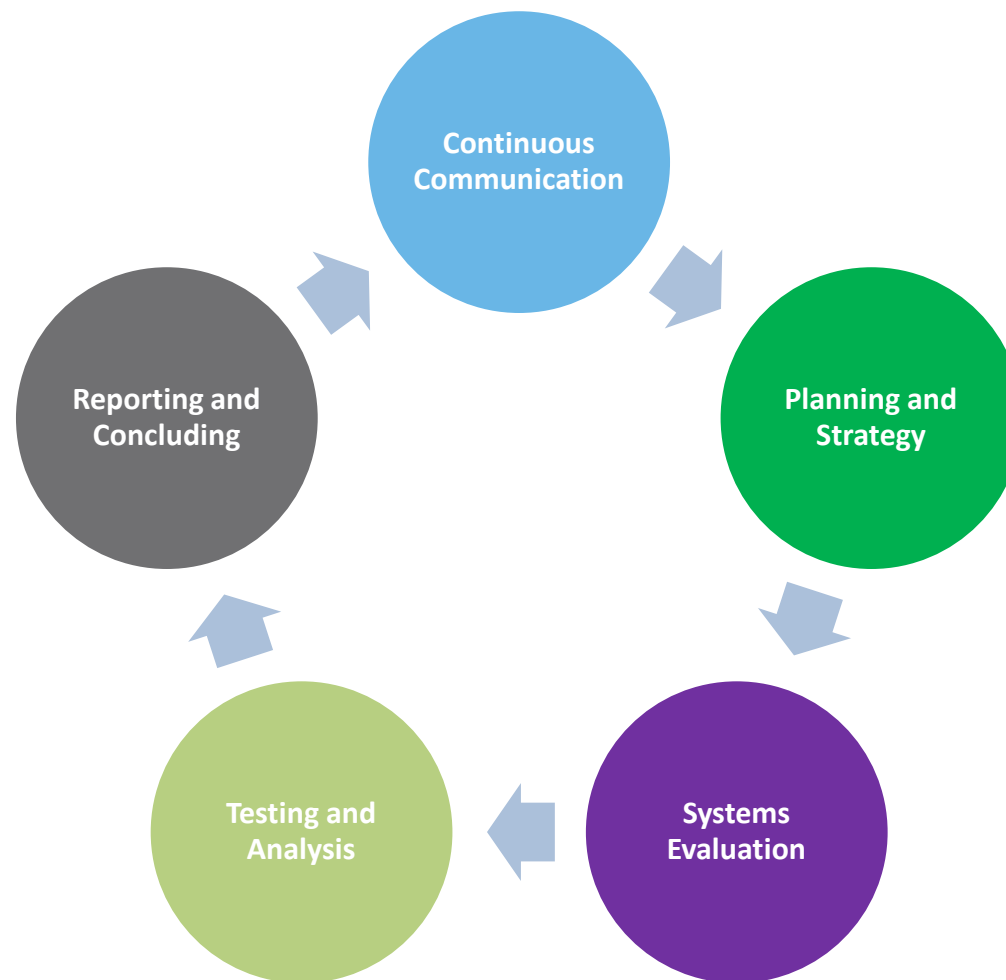 Continuous
Communication
Planning and
Strategy
Systems
Evaluation
Testing and
Analysis
Reporting and
Concluding